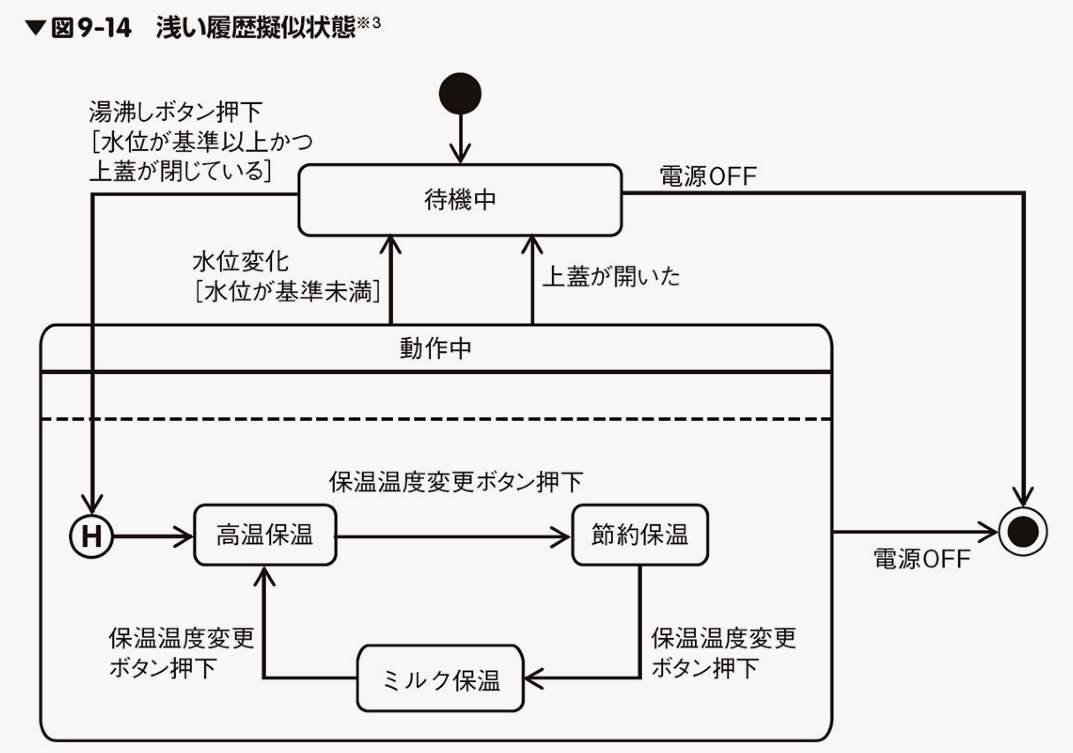 ▼図9-14 浅い履歴擬似状態※3
湯沸しボタン押下
[水位が基準以上かつ
上蓋が閉じている]
待機中
電源OFF
水位変化
[水位が基準未満]
上蓋が開いた
動作中
保温温度変更ボタン押下
H
高温保温
節約保温
電源OFF
保温温度変更
ボタン押下
ミルク保温
保温温度変更
ボタン押下